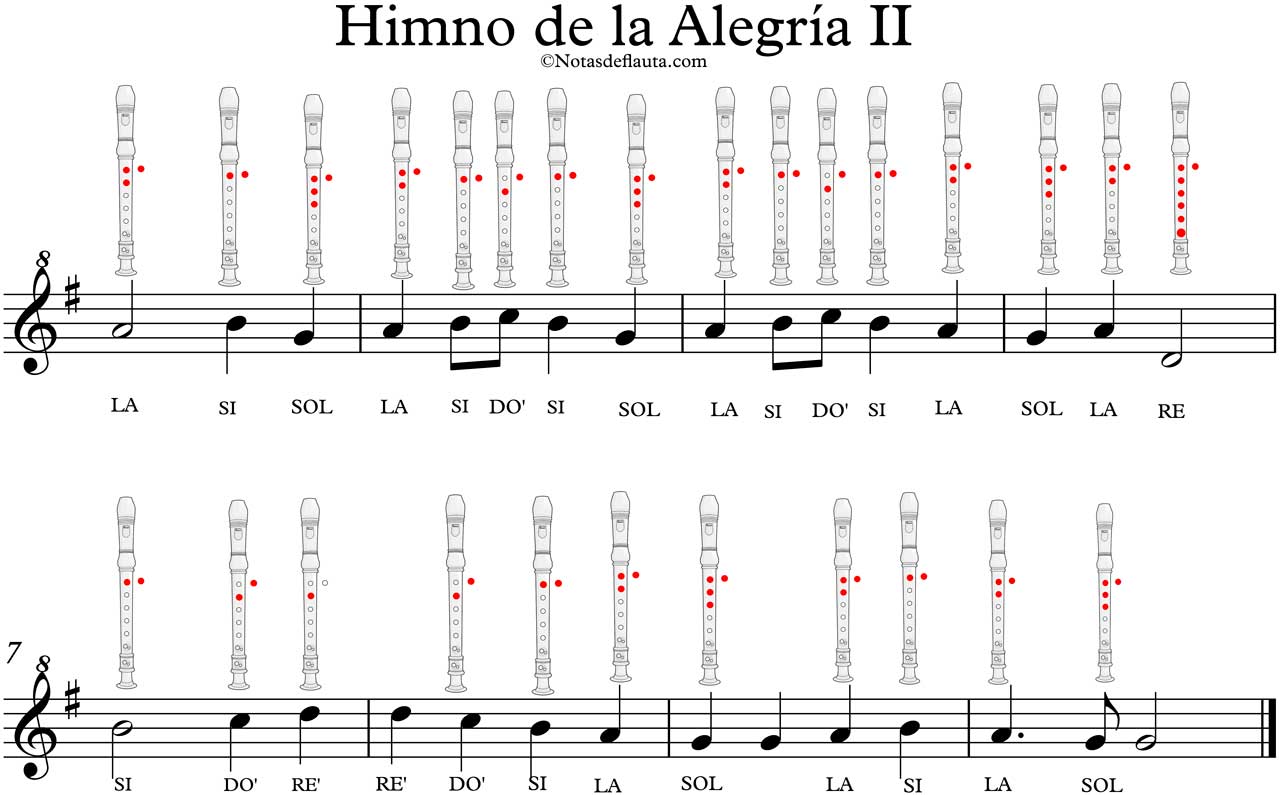 Himno de la Alegría II
©Notasdeflauta.com
8
LA SI SOL LA SI DO' SI SOL LA SI DO' SI LA SOL LA RE
7
8
SI DO' RE' RE' DO' SI LA SOL LA SI LA SOL